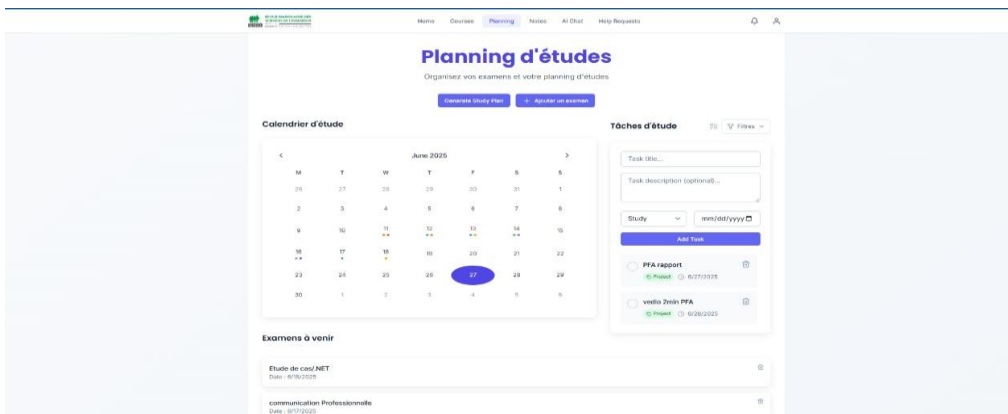 Home Courses Planning Notes AI Chat Help Requests
Planning d'études
Organisez vos examens et votre planning d'études
Generate Study Plan + Ajouter un examen
Calendrier d'étude
June 2025
M T W T F S S
26 27 28 29 30 31 1
2 3 4 5 6 7 8
9 10 11 12 13 14 15
16 17 18 19 20 21 22
23 24 25 26 27 28 29
30 1 2 3 4 5 6
Tâches d'étude
Filtres
Task title...
Task description (optional)...
Study mm/dd/yyyy
Add Task
PFA rapport
Project 6/27/2025
vedio 2min PFA
Project 6/28/2025
Examens à venir
Etude de cas/.NET
Date : 6/18/2025
communication Professionnelle
Date : 6/17/2025